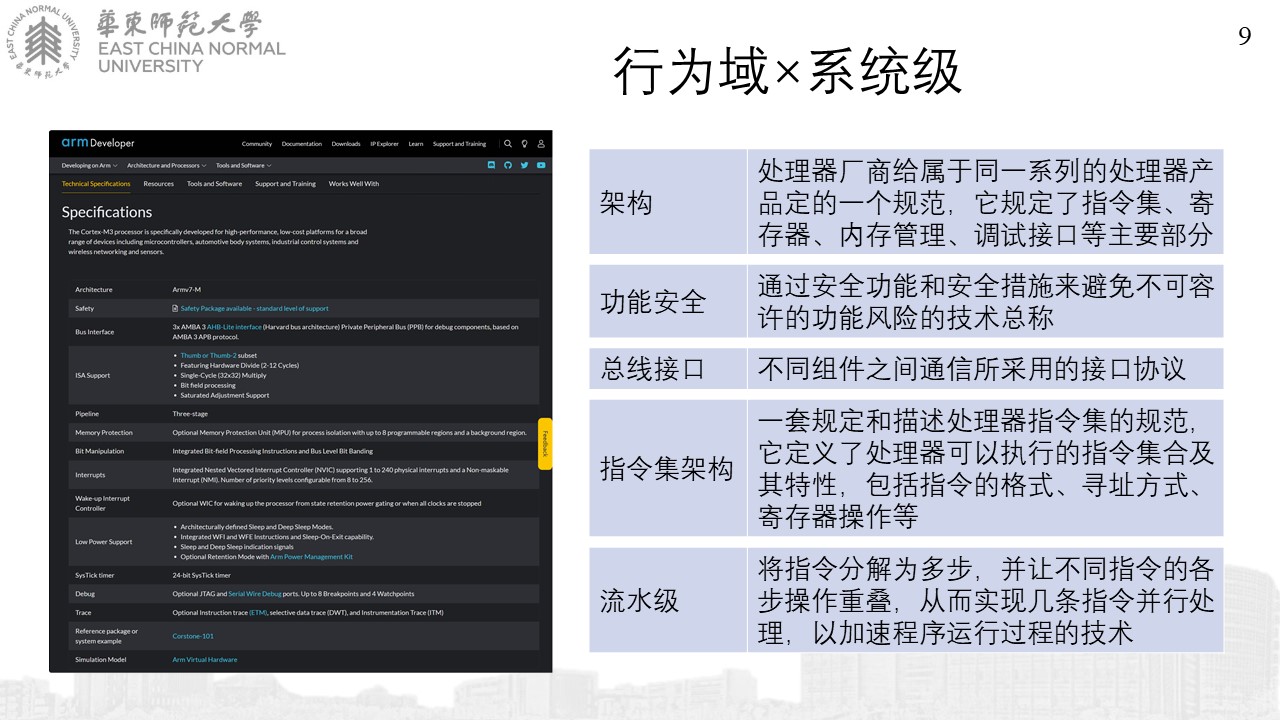 華東師範大學
EAST CHINA NORMAL
UNIVERSITY
EAST CHINA NORMAL UNIVERSITY
華東師範大學
9
行为域×系统级
arm Developer
Community Documentation Downloads IP Explorer Learn Support and Training
Developing on Arm Architecture and Processors Tools and Software
Technical Specifications Resources Tools and Software Support and Training Works Well With
Specifications
The Cortex-M3 processor is specifically developed for high-performance, low-cost platforms for a broad
range of devices including microcontrollers, automotive body systems, industrial control systems and
wireless networking and sensors.
Architecture Armv7-M
Safety Safety Package available - standard level of support
Bus Interface 3x AMBA 3 AHB-Lite interface (Harvard bus architecture) Private Peripheral Bus (PPB) for debug components, based on
AMBA 3 APB protocol.
ISA Support
• Thumb or Thumb-2 subset
• Featuring Hardware Divide (2-12 Cycles)
• Single-Cycle (32x32) Multiply
• Bit field processing
• Saturated Adjustment Support
Pipeline Three-stage
Memory Protection Optional Memory Protection Unit (MPU) for process isolation with up to 8 programmable regions and a background region.
Bit Manipulation Integrated Bit-field Processing Instructions and Bus Level Bit Banding
Interrupts Integrated Nested Vectored Interrupt Controller (NVIC) supporting 1 to 240 physical interrupts and a Non-maskable
Interrupt (NMI). Number of priority levels configurable from 8 to 256.
Wake-up Interrupt
Controller
Optional WIC for waking up the processor from state retention power gating or when all clocks are stopped
Low Power Support
• Architecturally defined Sleep and Deep Sleep Modes.
• Integrated WFI and WFE Instructions and Sleep-On-Exit capability.
• Sleep and Deep Sleep indication signals
• Optional Retention Mode with Arm Power Management Kit
SysTick timer 24-bit SysTick timer
Debug Optional JTAG and Serial Wire Debug ports. Up to 8 Breakpoints and 4 Watchpoints
Trace Optional Instruction trace (ETM), selective data trace (DWT), and Instrumentation Trace (ITM)
Reference package or
system example
Corstone-101
Simulation Model Arm Virtual Hardware
Feedback
架构
处理器厂商给属于同一系列的处理器产
品定的一个规范，它规定了指令集、寄
存器、内存管理、调试接口等主要部分
功能安全
通过安全功能和安全措施来避免不可容
许的功能风险的技术总称
总线接口
不同组件之间通信所采用的接口协议
指令集架构
一套规定和描述处理器指令集的规范，
它定义了处理器可以执行的指令集合及
其特性，包括指令的格式、寻址方式、
寄存器操作等
流水级
将指令分解为多步，并让不同指令的各
步操作重叠，从而实现几条指令并行处
理，以加速程序运行过程的技术